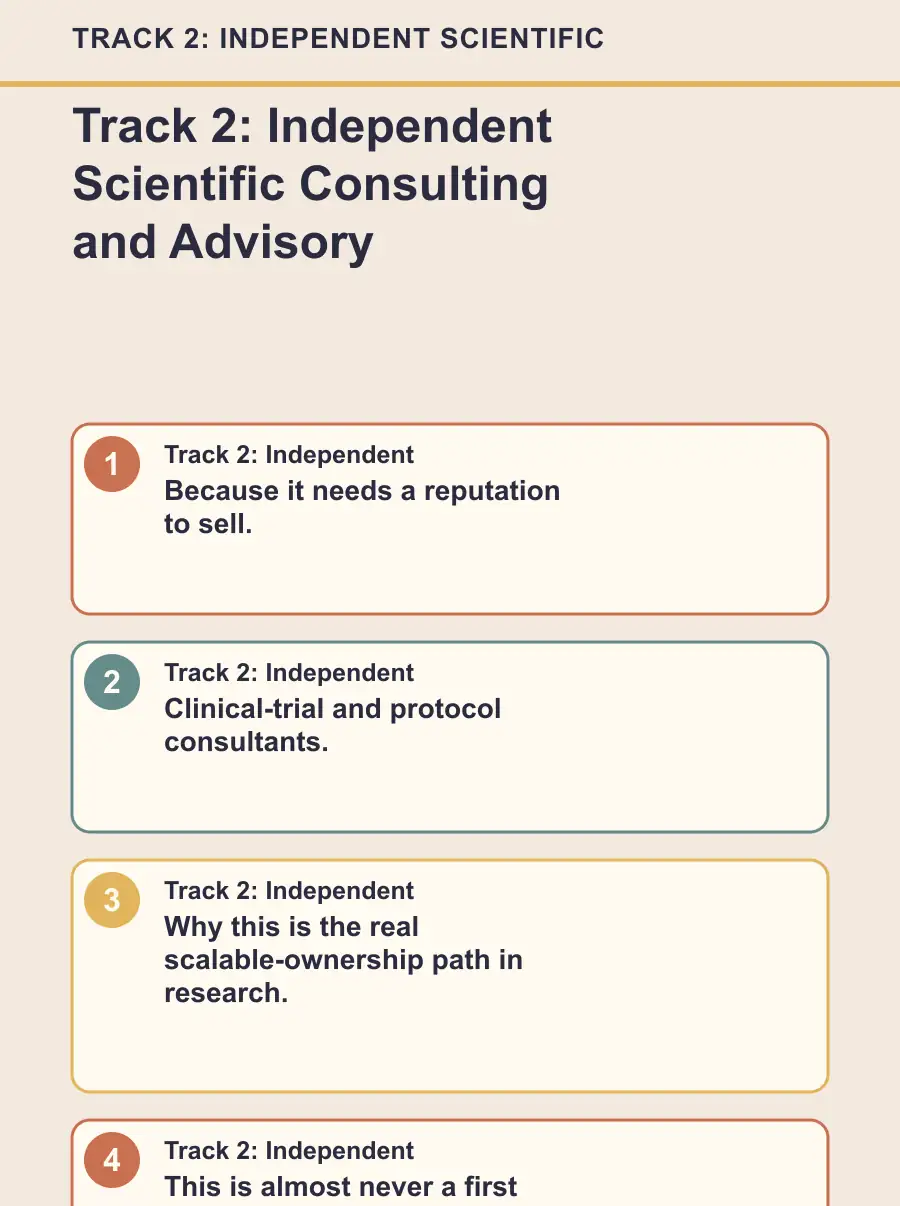 TRACK 2: INDEPENDENT SCIENTIFIC
Track 2: Independent
Scientific Consulting
and Advisory
1
Track 2: Independent
Because it needs a reputation
to sell.
2
Track 2: Independent
Clinical-trial and protocol
consultants.
3
Track 2: Independent
Why this is the real
scalable-ownership path in
research.
4
Track 2: Independent
This is almost never a first